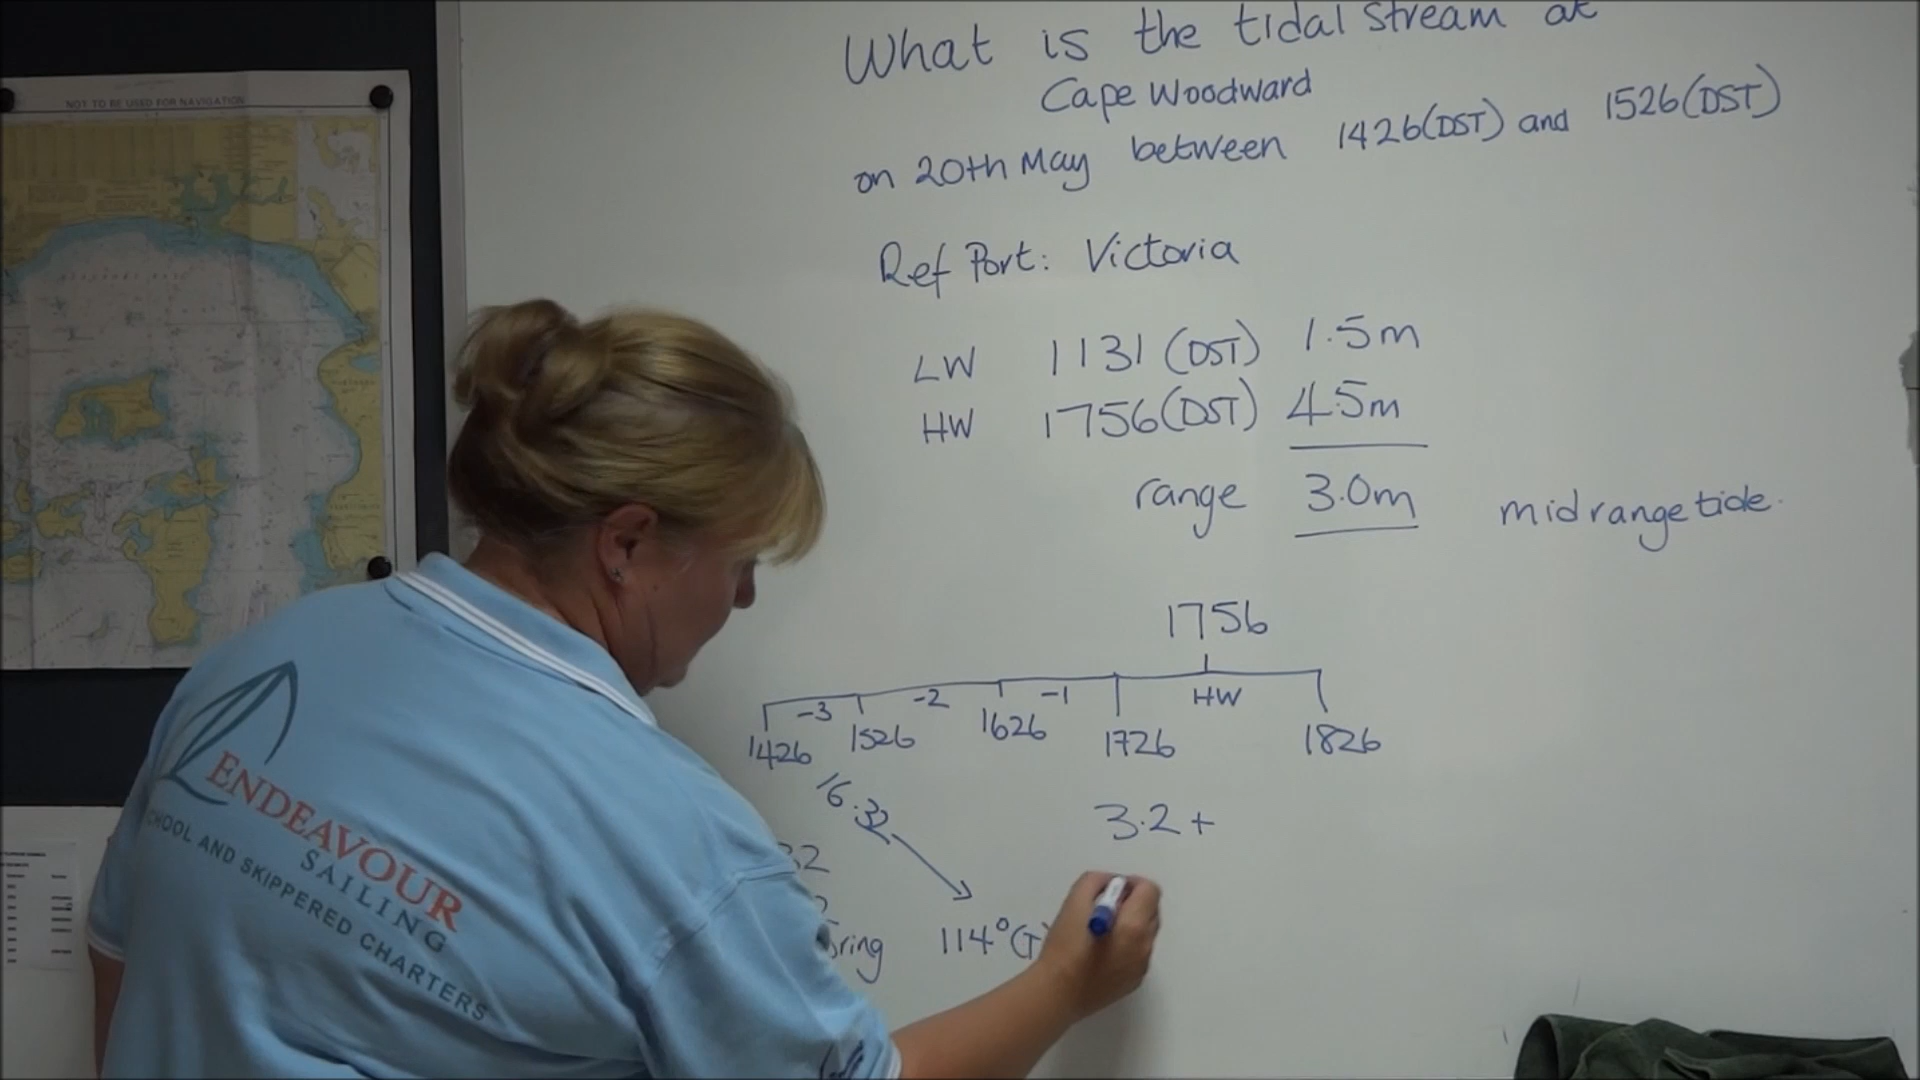 NOT TO BE USED FOR NAVIGATION
What is the tidal stream at
Cape Woodward
on 20th May between 1426(DST) and 1526(DST)
Ref Port: Victoria
LW 1131 (DST) 1.5m
HW 1756(DST) 4.5m
range 3.0m midrange tide.
1756
-3 -2 -1 HW
1426 1526 1626 1726 1826
16.32
3.2 +
114°(T)
ENDEAVOUR
SAILING
SCHOOL AND SKIPPERED CHARTERS